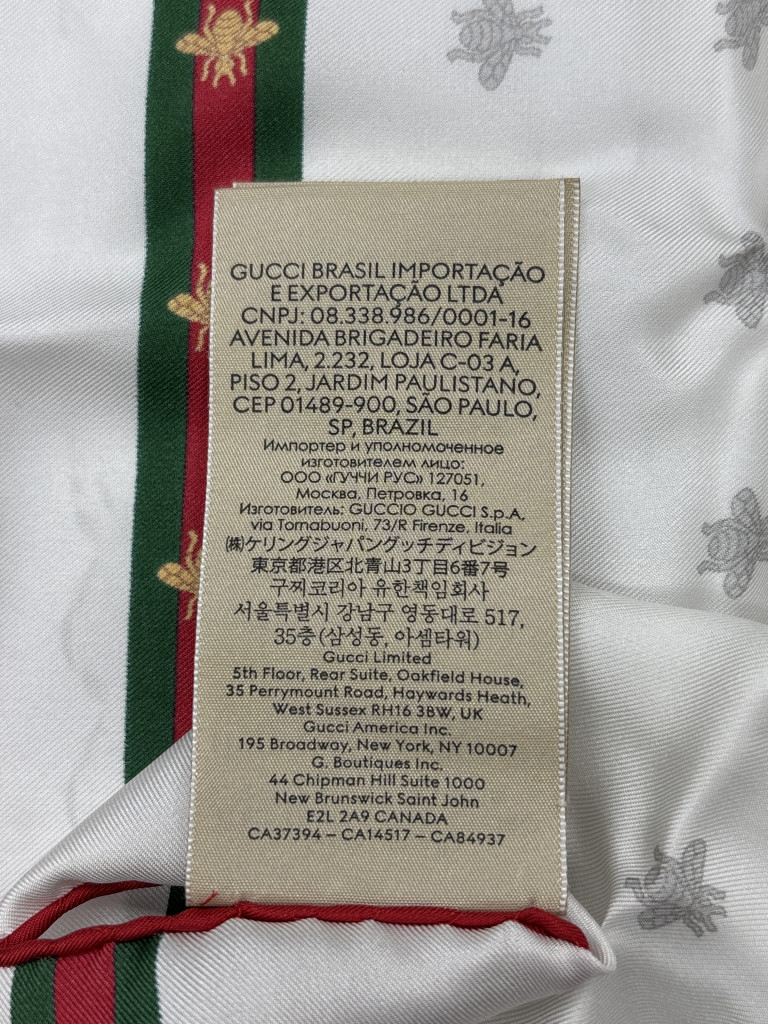 GUCCI BRASIL IMPORTAÇÃO
E EXPORTAÇÃO LTDA
CNPJ: 08.338.986/0001-16
AVENIDA BRIGADEIRO FARIA
LIMA, 2.232, LOJA C-03 A,
PISO 2, JARDIM PAULISTANO,
CEP 01489-900, SÃO PAULO,
SP, BRAZIL
Импортер и уполномоченное
изготовителем лицо:
ООО «ГУЧЧИ РУС» 127051,
Москва, Петровка, 16
Изготовитель: GUCCIO GUCCI S.p.A,
via Tornabuoni, 73/R Firenze, Italia
㈱ケリングジャパングッチディビジョン
東京都港区北青山3丁目6番7号
구찌코리아 유한책임회사
서울특별시 강남구 영동대로 517,
35층(삼성동, 아셈타워)
Gucci Limited
5th Floor, Rear Suite, Oakfield House,
35 Perrymount Road, Haywards Heath,
West Sussex RH16 3BW, UK
Gucci America Inc.
195 Broadway, New York, NY 10007
G. Boutiques Inc.
44 Chipman Hill Suite 1000
New Brunswick Saint John
E2L 2A9 CANADA
CA37394 – CA14517 – CA84937